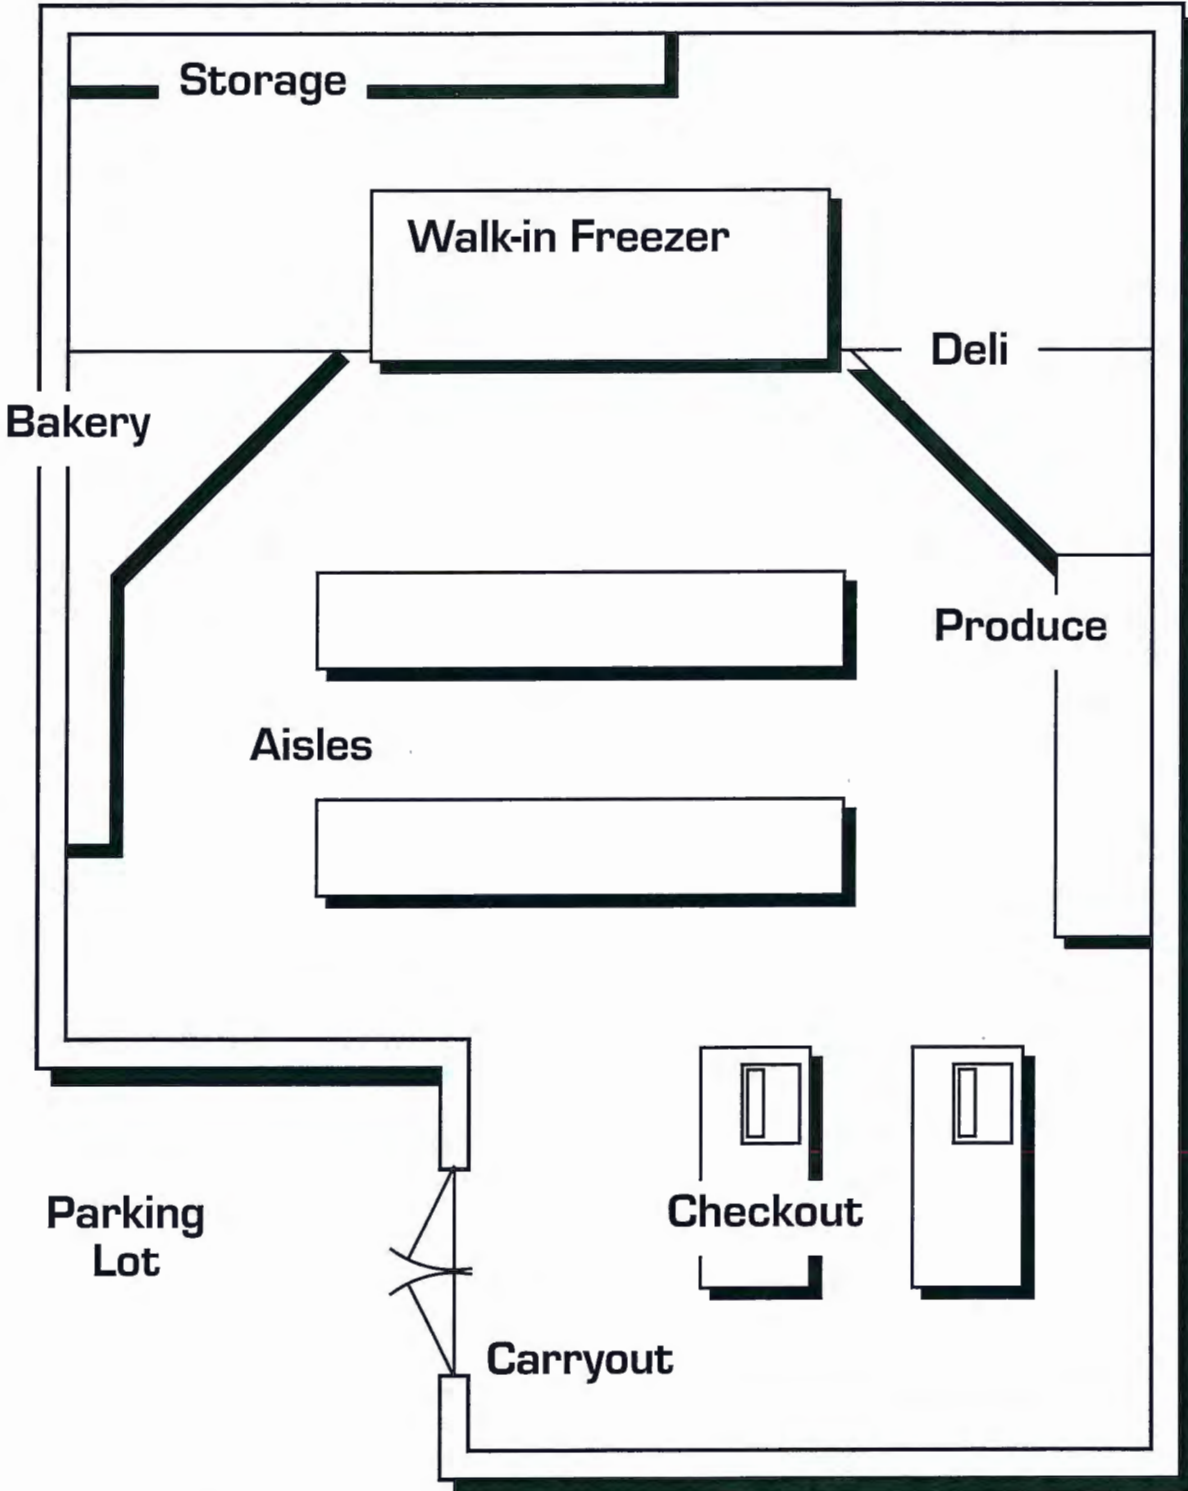 Storage
Walk-in Freezer
Deli
Bakery
Produce
Aisles
Parking
Lot
Checkout
Carryout